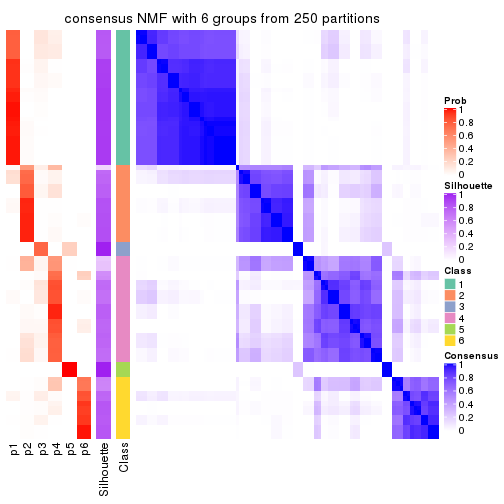 consensus NMF with 6 groups from 250 partitions
Prob
1
0.8
0.6
0.4
0.2
0
Silhouette
1
0.8
0.6
0.4
0.2
0
Class
1
2
3
4
5
6
Consensus
1
0.8
0.6
0.4
0.2
0
p1
p2
p3
p4
p5
p6
Silhouette
Class